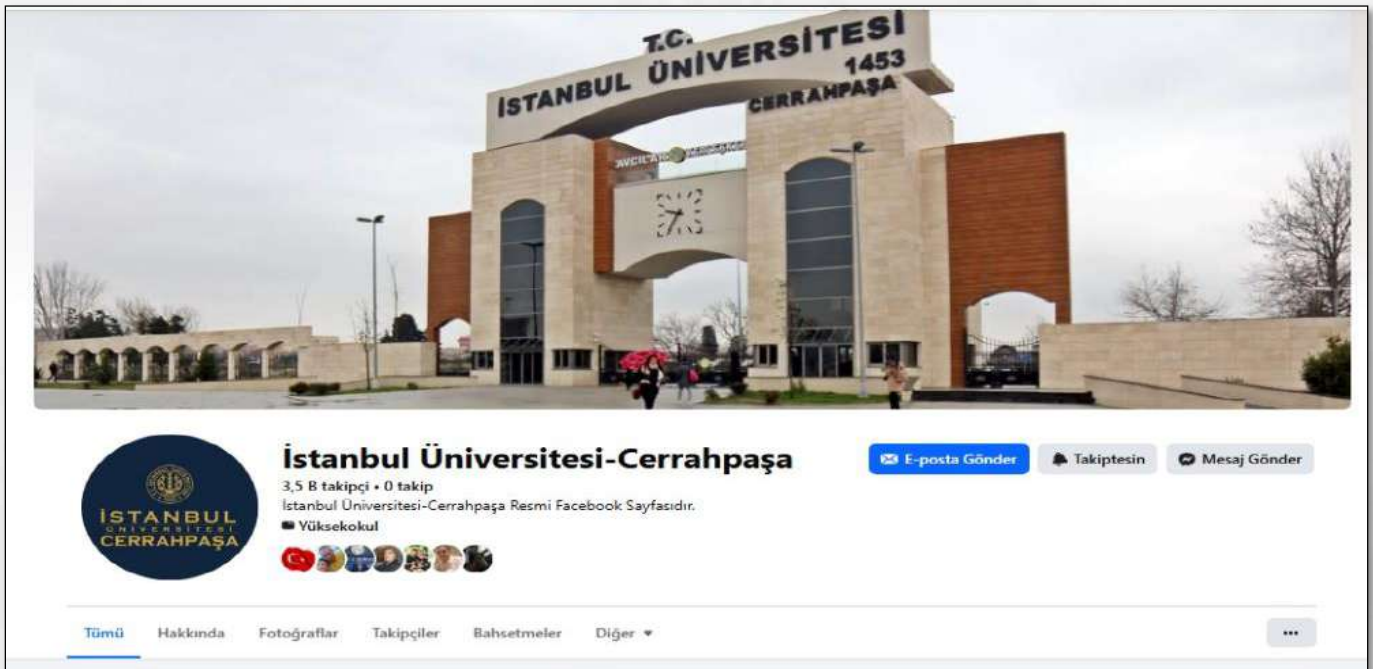 T.C.
İSTANBUL ÜNİVERSİTESİ
1453
CERRAHPAŞA
AVCILAR
İstanbul Üniversitesi-Cerrahpaşa
E-posta Gönder
Takiptesin
Mesaj Gönder
3,5 B takipçi • 0 takip
İstanbul Üniversitesi-Cerrahpaşa Resmi Facebook Sayfasıdır.
Yüksekokul
İSTANBUL
ÜNİVERSİTESİ
CERRAHPAŞA
Tümü Hakkında Fotoğraflar Takipçiler Bahsetmeler Diğer